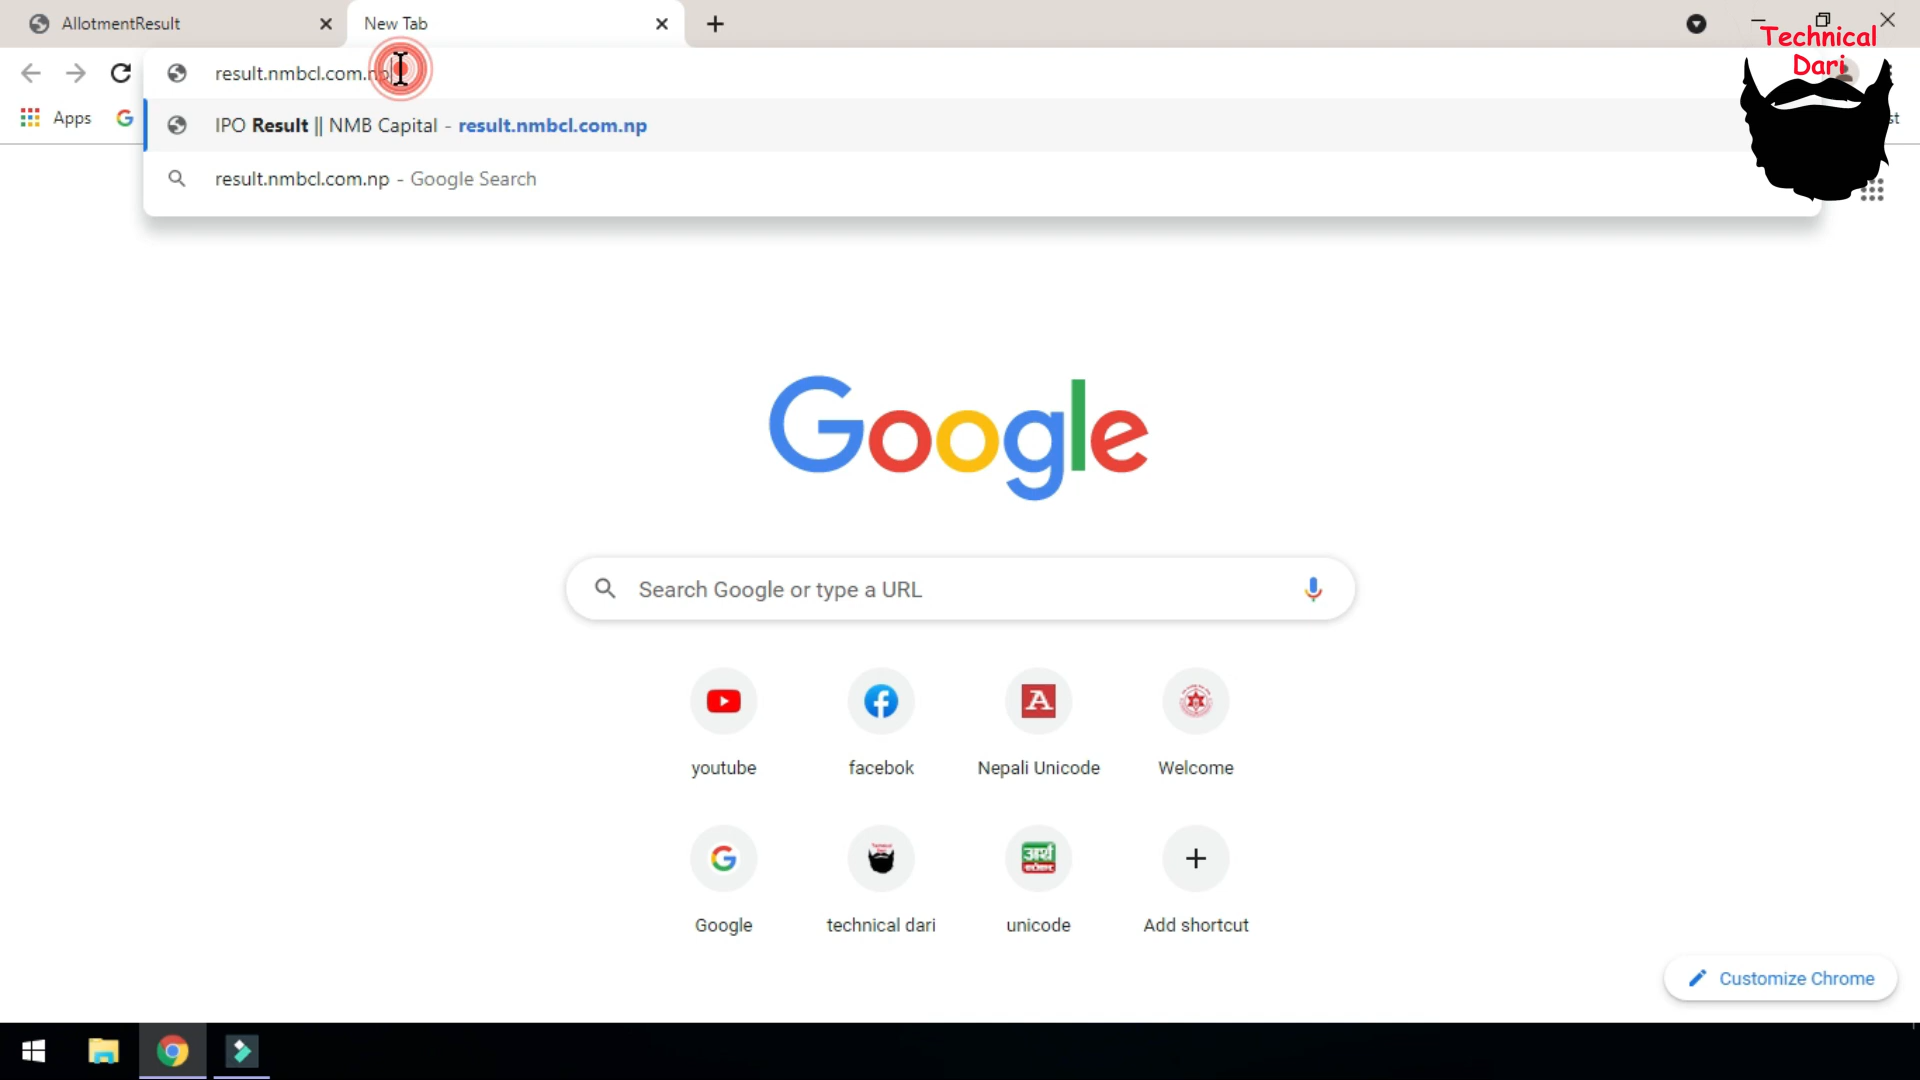 AllotmentResult
New Tab
Technical
Dari
result.nmbcl.com.np
Apps
IPO Result || NMB Capital - result.nmbcl.com.np
st
result.nmbcl.com.np - Google Search
Google
Search Google or type a URL
youtube
facebok
Nepali Unicode
Welcome
Google
technical dari
unicode
Add shortcut
Customize Chrome